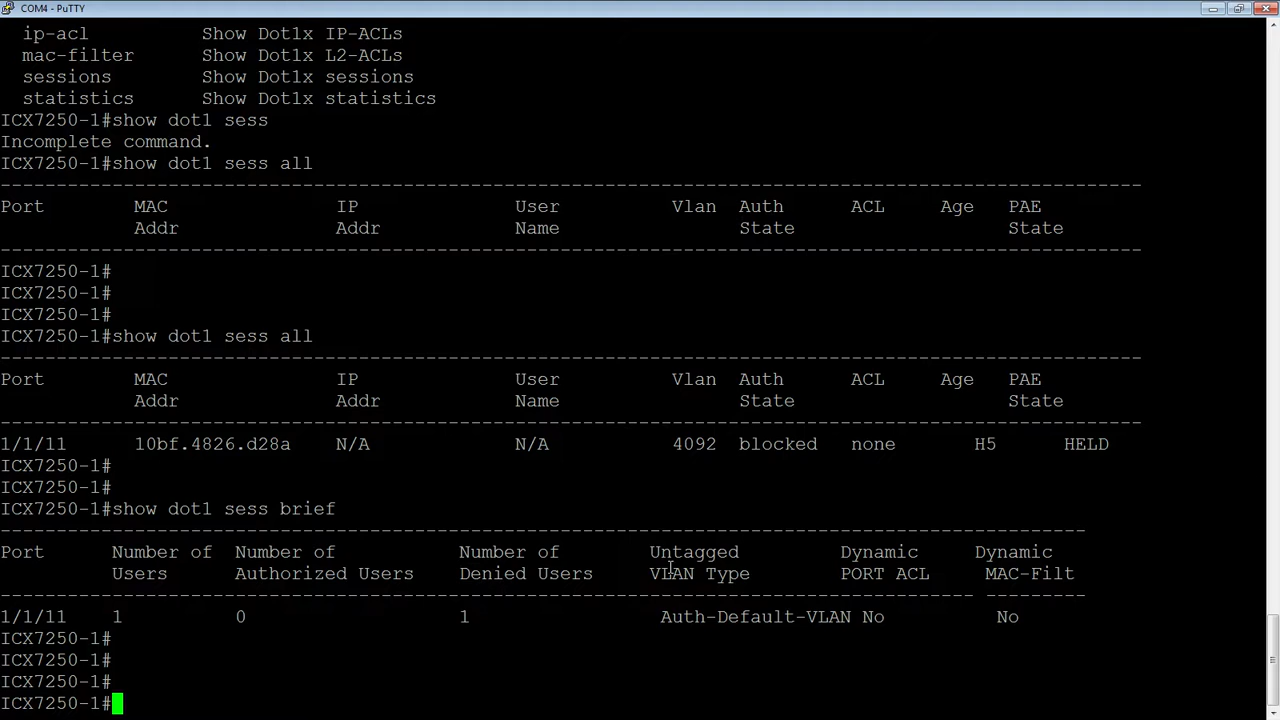 COM4 - PuTTY
ip-acl Show Dot1x IP-ACLs
mac-filter Show Dot1x L2-ACLs
sessions Show Dot1x sessions
statistics Show Dot1x statistics
ICX7250-1#show dot1 sess
Incomplete command.
ICX7250-1#show dot1 sess all
------------------------------------------------------------------------------------------------------
Port MAC IP User Vlan Auth ACL Age PAE
Addr Addr Name State State
------------------------------------------------------------------------------------------------------
ICX7250-1#
ICX7250-1#
ICX7250-1#
ICX7250-1#show dot1 sess all
------------------------------------------------------------------------------------------------------
Port MAC IP User Vlan Auth ACL Age PAE
Addr Addr Name State State
------------------------------------------------------------------------------------------------------
1/1/11 10bf.4826.d28a N/A N/A 4092 blocked none H5 HELD
ICX7250-1#
ICX7250-1#
ICX7250-1#show dot1 sess brief
-------------------------------------------------------------------------------------------------
Port Number of Number of Number of Untagged Dynamic Dynamic
Users Authorized Users Denied Users VLAN Type PORT ACL MAC-Filt
--------------------------------------------------------------------------------------- ---------
1/1/11 1 0 1 Auth-Default-VLAN No No
ICX7250-1#
ICX7250-1#
ICX7250-1#
ICX7250-1#